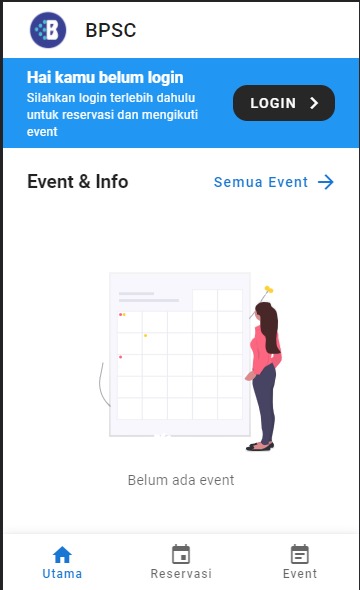 BPSC
Hai kamu belum login
Silahkan login terlebih dahulu
untuk reservasi dan mengikuti
event
LOGIN
Event & Info
Semua Event
Belum ada event
Utama
Reservasi
Event